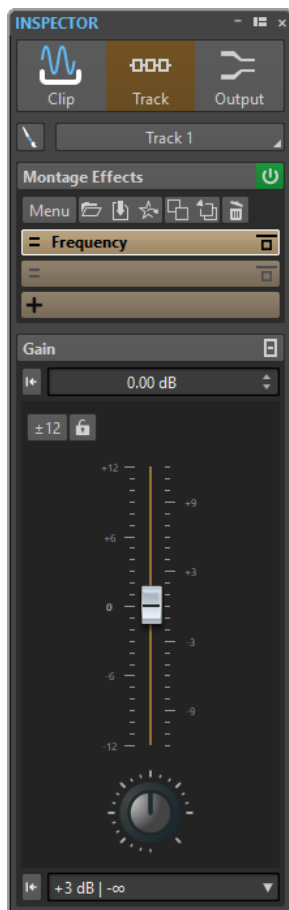 INSPECTOR
Clip Track Output
Track 1
Montage Effects
Menu
Frequency
Gain
0.00 dB
±12
+12
+9
+6
+3
0
-3
-6
-9
-12
+3 dB | -∞